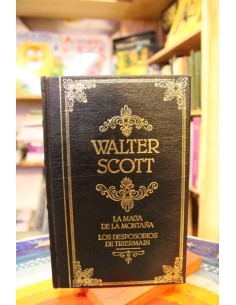 WALTER
SCOTT
LA MAGA
DE LA MONTAÑA
LOS DESPOSORIOS
DE TRIERMAIN